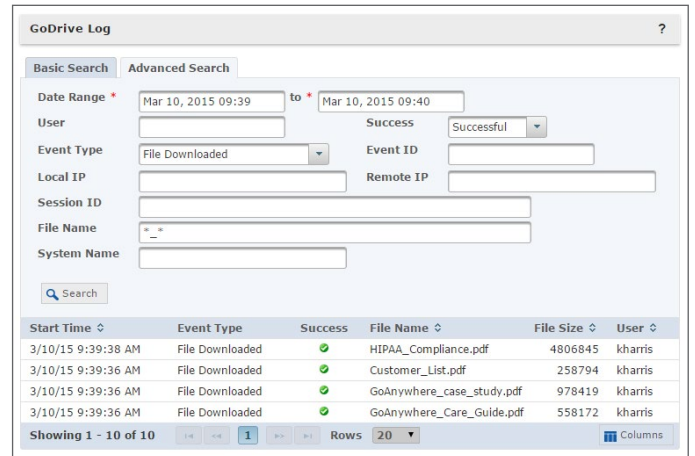 GoDrive Log ?
Basic Search Advanced Search
Date Range * Mar 10, 2015 09:39 to * Mar 10, 2015 09:40
User Success Successful
Event Type File Downloaded Event ID
Local IP Remote IP
Session ID
File Name *_*
System Name
Search
Start Time Event Type Success File Name File Size User
3/10/15 9:39:38 AM File Downloaded HIPAA_Compliance.pdf 4806845 kharris
3/10/15 9:39:36 AM File Downloaded Customer_List.pdf 258794 kharris
3/10/15 9:39:36 AM File Downloaded GoAnywhere_case_study.pdf 978419 kharris
3/10/15 9:39:36 AM File Downloaded GoAnywhere_Care_Guide.pdf 558172 kharris
Showing 1 - 10 of 10 1 Rows 20 Columns